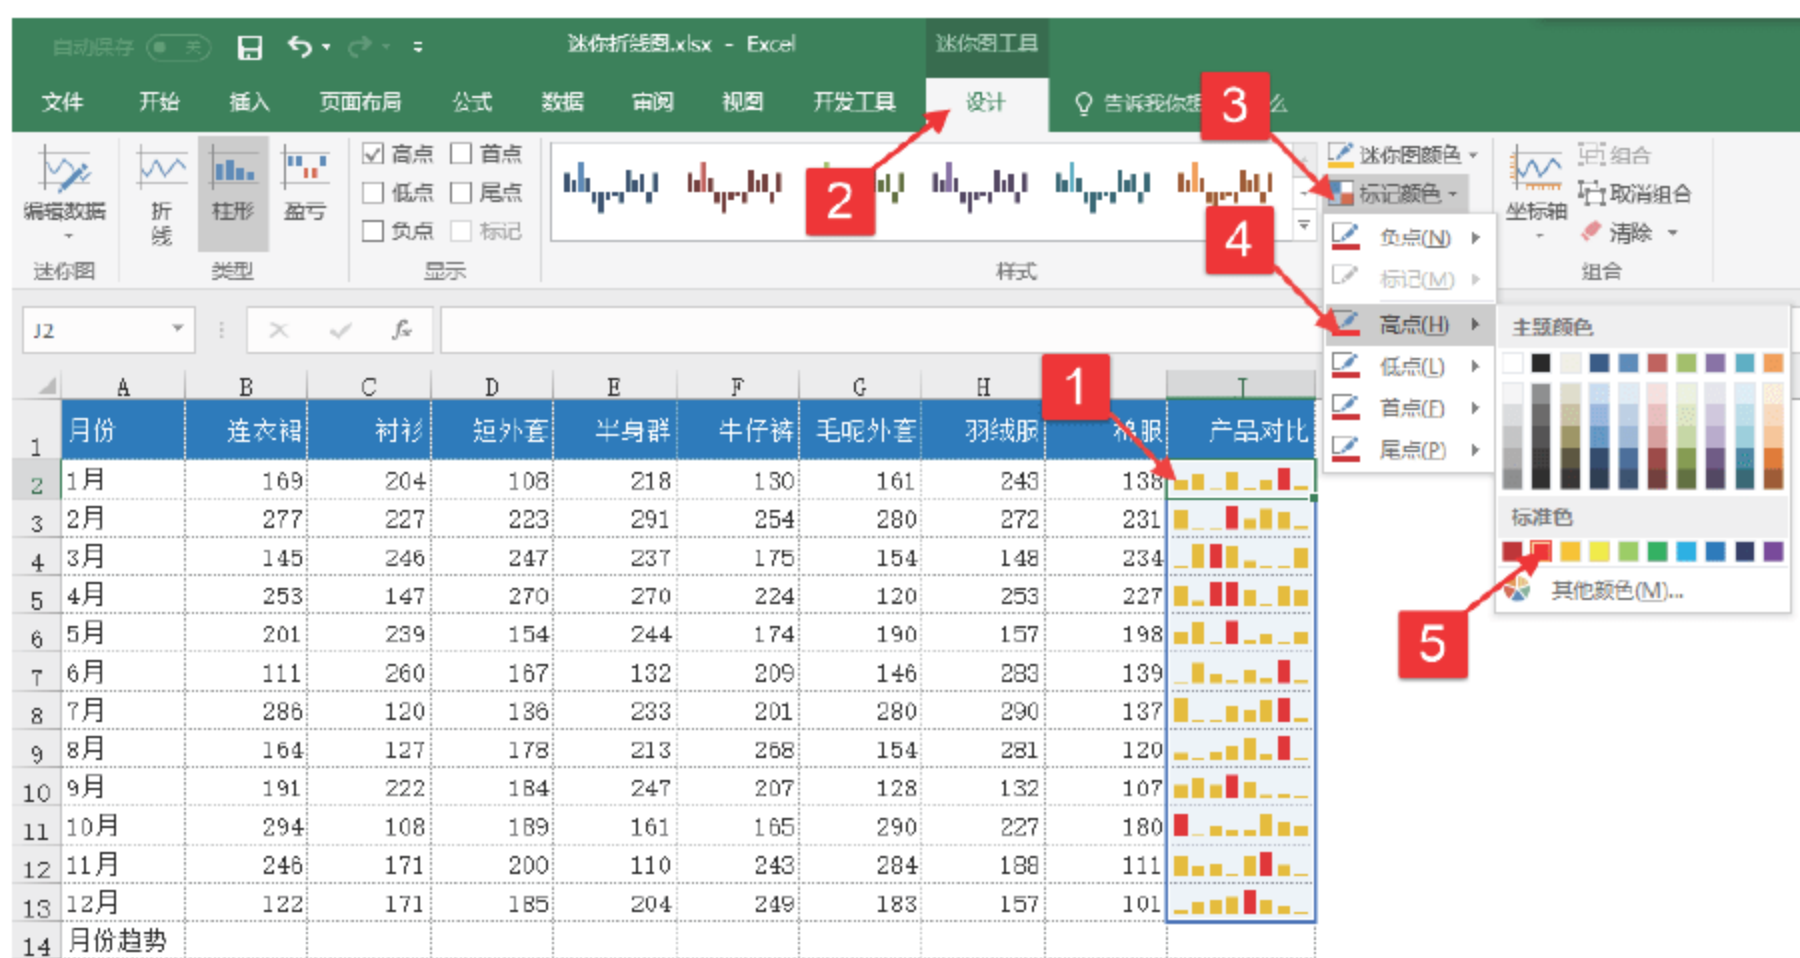 自动保存 关 迷你折线图.xlsx - Excel 迷你图工具
文件 开始 插入 页面布局 公式 数据 审阅 视图 开发工具 设计 告诉我你想 么
3
编辑数据
迷你图
折线
柱形
盈亏
类型
高点 首点
低点 尾点
负点 标记
显示
2
样式
4
迷你图颜色
标记颜色
坐标轴
组合
取消组合
清除
组合
负点(N)
标记(M)
高点(H)
低点(L)
首点(F)
尾点(P)
主题颜色
标准色
其他颜色(M)...
5
J2 fx
1
A B C D E F G H
1 月份 连衣裙 衬衫 短外套 半身群 牛仔裤 毛呢外套 羽绒服 棉服 产品对比
2 1月 169 204 108 218 130 161 243 138
3 2月 277 227 223 291 254 280 272 231
4 3月 145 246 247 237 175 154 148 234
5 4月 253 147 270 270 224 120 253 227
6 5月 201 239 154 244 174 190 157 198
7 6月 111 260 167 132 209 146 283 139
8 7月 286 120 136 233 201 280 290 137
9 8月 164 127 178 213 268 154 281 120
10 9月 191 222 184 247 207 128 132 107
11 10月 294 108 189 161 165 290 227 180
12 11月 246 171 200 110 243 284 188 111
13 12月 122 171 185 204 249 183 157 101
14 月份趋势